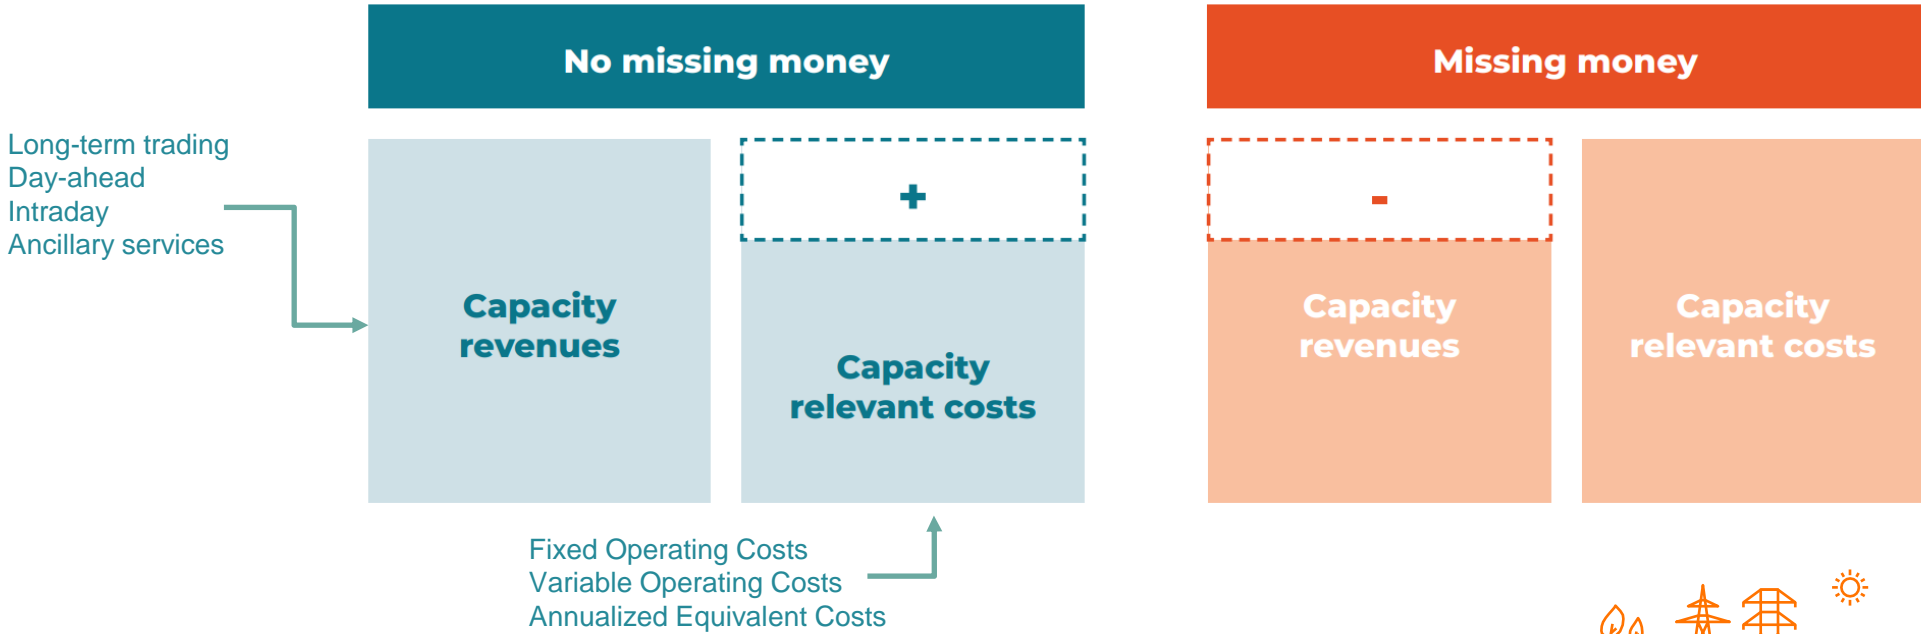 No missing money
Missing money
Long-term trading
Day-ahead
Intraday
Ancillary services
+
-
Capacity
revenues
Capacity
relevant costs
Capacity
revenues
Capacity
relevant costs
Fixed Operating Costs
Variable Operating Costs
Annualized Equivalent Costs